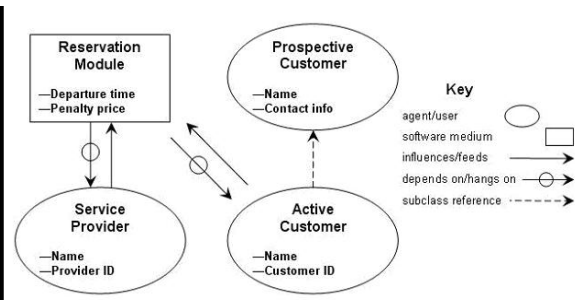 Reservation
Module
—Departure time
—Penalty price
Prospective
Customer
—Name
—Contact info
Service
Provider
—Name
—Provider ID
Active
Customer
—Name
—Customer ID
Key
agent/user
software medium
influences/feeds
depends on/hangs on
subclass reference